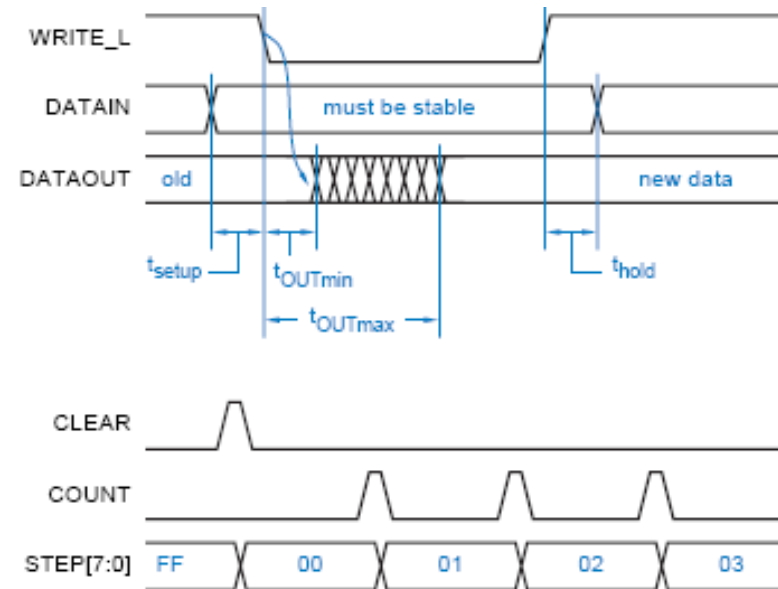 WRITE_L
DATAIN must be stable
DATAOUT old new data
tsetup tOUTmin thold
tOUTmax
CLEAR
COUNT
STEP[7:0] FF 00 01 02 03